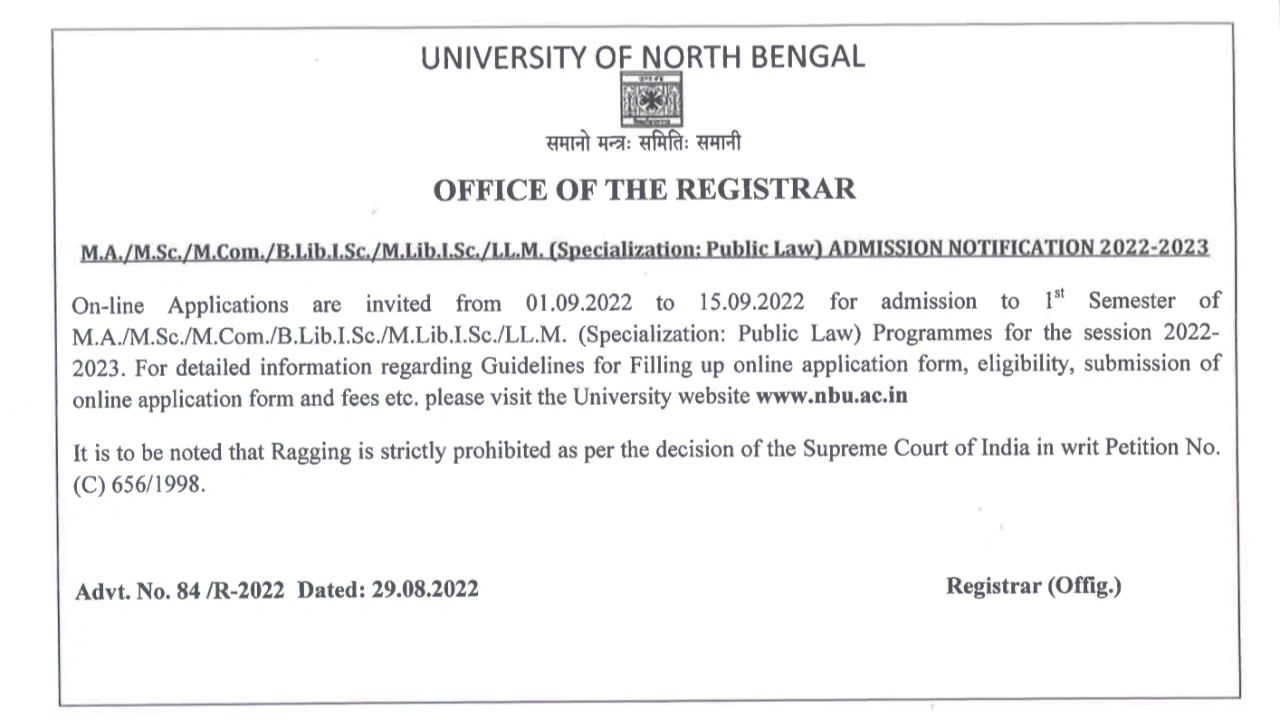 UNIVERSITY OF NORTH BENGAL
समानो मन्त्रः समितिः समानी
OFFICE OF THE REGISTRAR
M.A./M.Sc./M.Com./B.Lib.I.Sc./M.Lib.I.Sc./LL.M. (Specialization: Public Law) ADMISSION NOTIFICATION 2022-2023
On-line Applications are invited from 01.09.2022 to 15.09.2022 for admission to 1st Semester of
M.A./M.Sc./M.Com./B.Lib.I.Sc./M.Lib.I.Sc./LL.M. (Specialization: Public Law) Programmes for the session 2022-
2023. For detailed information regarding Guidelines for Filling up online application form, eligibility, submission of
online application form and fees etc. please visit the University website www.nbu.ac.in
It is to be noted that Ragging is strictly prohibited as per the decision of the Supreme Court of India in writ Petition No.
(C) 656/1998.
Advt. No. 84 /R-2022 Dated: 29.08.2022
Registrar (Offig.)